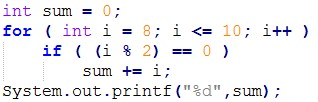 int sum = 0;
for ( int i = 8; i <= 10; i++ )
if ( (i % 2) == 0 )
sum += i;
System.out.printf("%d",sum);